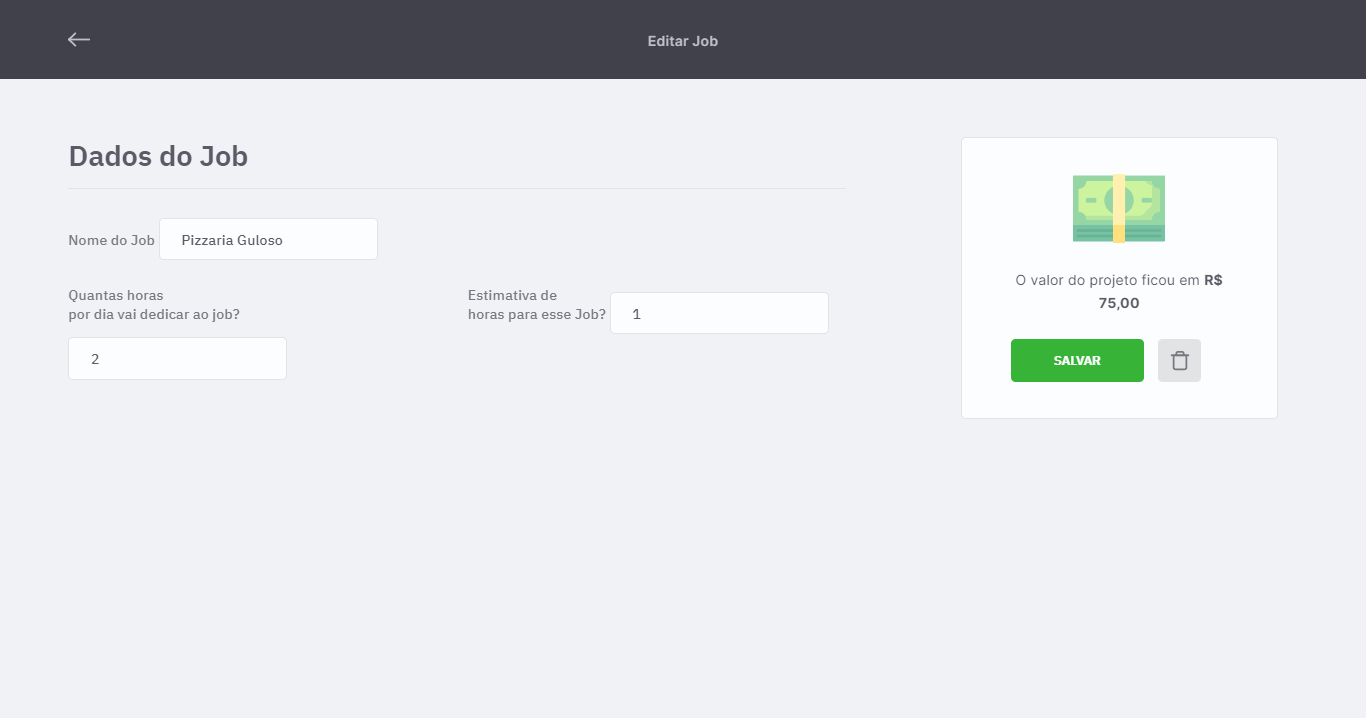 Editar Job
Dados do Job
Nome do Job
Pizzaria Guloso
Quantas horas
por dia vai dedicar ao job?
2
Estimativa de
horas para esse Job?
1
O valor do projeto ficou em R$
75,00
SALVAR